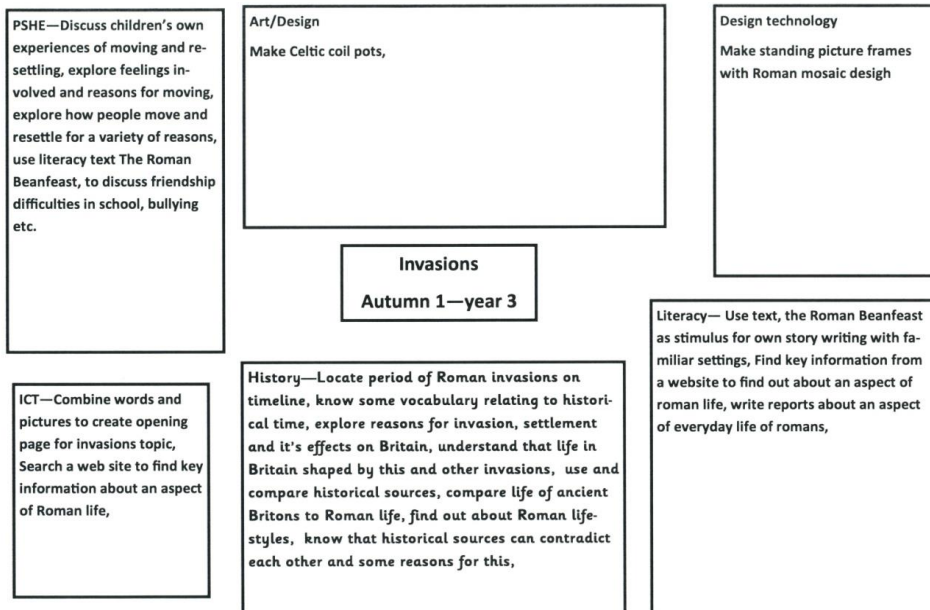 PSHE—Discuss children's own
experiences of moving and re-
settling, explore feelings in-
volved and reasons for moving,
explore how people move and
resettle for a variety of reasons,
use literacy text The Roman
Beanfeast, to discuss friendship
difficulties in school, bullying
etc.
Art/Design
Make Celtic coil pots,
Design technology
Make standing picture frames
with Roman mosaic desigh
Invasions
Autumn 1—year 3
ICT—Combine words and
pictures to create opening
page for invasions topic,
Search a web site to find key
information about an aspect
of Roman life,
History—Locate period of Roman invasions on
timeline, know some vocabulary relating to histori-
cal time, explore reasons for invasion, settlement
and it's effects on Britain, understand that life in
Britain shaped by this and other invasions, use and
compare historical sources, compare life of ancient
Britons to Roman life, find out about Roman life-
styles, know that historical sources can contradict
each other and some reasons for this,
Literacy— Use text, the Roman Beanfeast
as stimulus for own story writing with fa-
miliar settings, Find key information from
a website to find out about an aspect of
roman life, write reports about an aspect
of everyday life of romans,